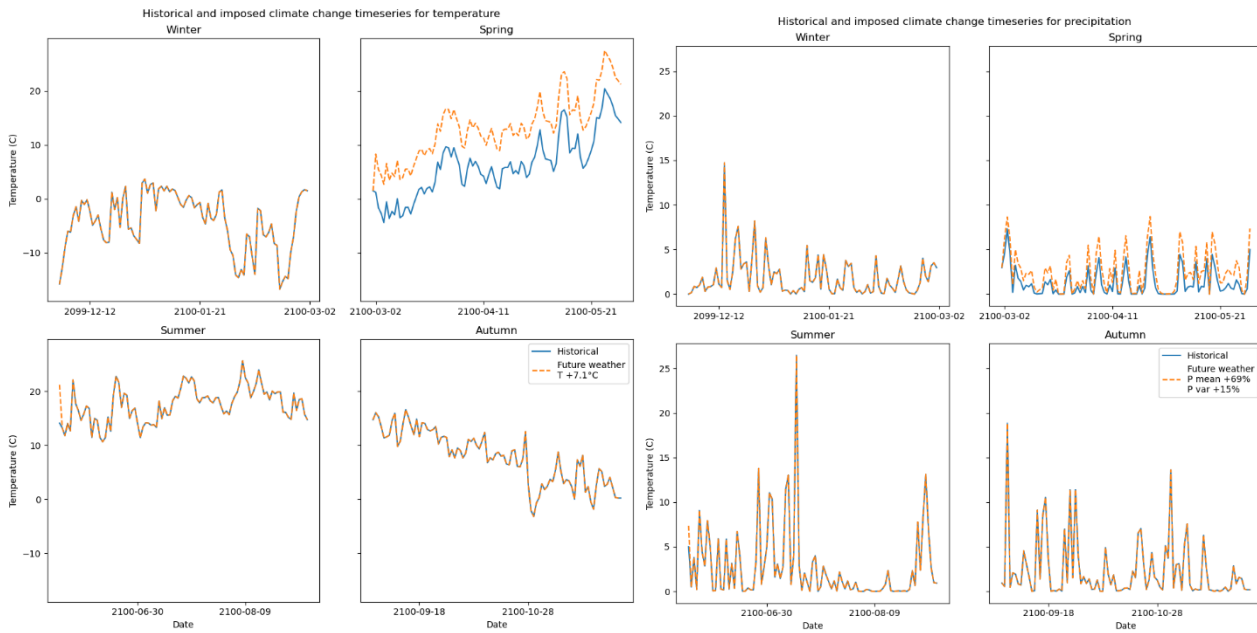 Historical and imposed climate change timeseries for temperature
Winter
Spring
Temperature (C)
20
10
0
−10
2099-12-12
2100-01-21
2100-03-02
2100-03-02
2100-04-11
2100-05-21
Summer
Autumn
Temperature (C)
20
10
0
−10
Historical
Future weather
T +7.1°C
2100-06-30
2100-08-09
Date
2100-09-18
2100-10-28
Date
Historical and imposed climate change timeseries for precipitation
Winter
Spring
Temperature (C)
25
20
15
10
5
0
2099-12-12
2100-01-21
2100-03-02
2100-03-02
2100-04-11
2100-05-21
Summer
Autumn
Temperature (C)
25
20
15
10
5
0
Historical
Future weather
P mean +69%
P var +15%
2100-06-30
2100-08-09
Date
2100-09-18
2100-10-28
Date